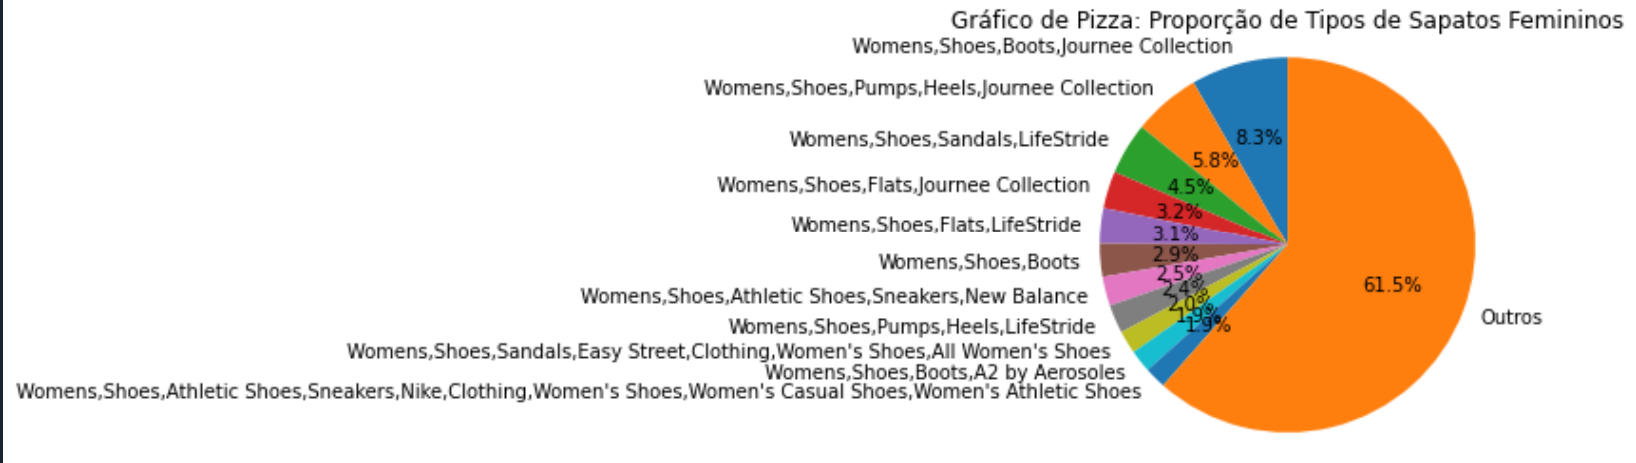 Gráfico de Pizza: Proporção de Tipos de Sapatos Femininos
Womens,Shoes,Boots,Journee Collection
Womens,Shoes,Pumps,Heels,Journee Collection
8.3%
Womens,Shoes,Sandals,LifeStride
5.8%
Womens,Shoes,Flats,Journee Collection
4.5%
3.2%
Womens,Shoes,Flats,LifeStride
3.1%
2.9%
Womens,Shoes,Boots
2.5%
61.5%
2.4%
Womens,Shoes,Athletic Shoes,Sneakers,New Balance
2.0%
1.9%
Outros
1.9%
Womens,Shoes,Pumps,Heels,LifeStride
Womens,Shoes,Sandals,Easy Street,Clothing,Women's Shoes,All Women's Shoes
Womens,Shoes,Boots,A2 by Aerosoles
Womens,Shoes,Athletic Shoes,Sneakers,Nike,Clothing,Women's Shoes,Women's Casual Shoes,Women's Athletic Shoes